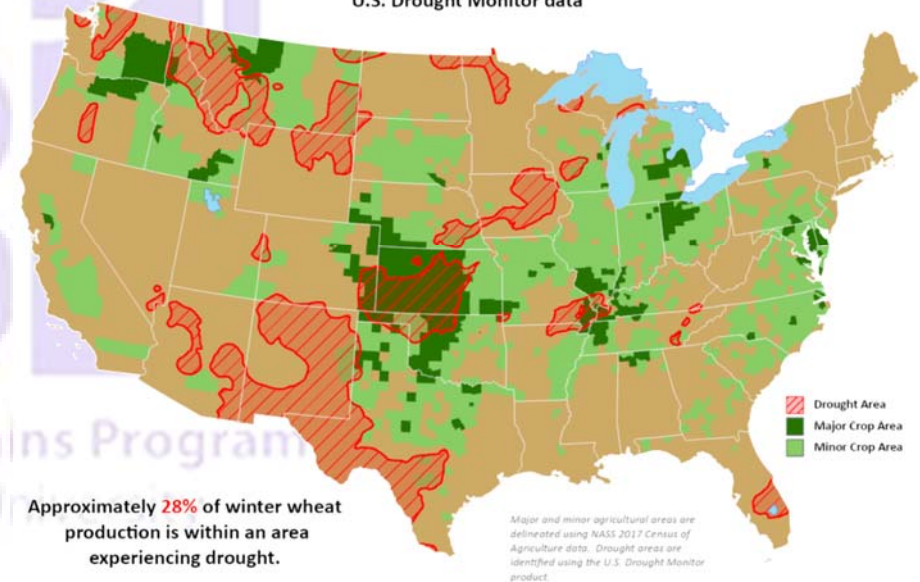 U.S. Drought Monitor data
Drought Area
Major Crop Area
Minor Crop Area
ns Program
Approximately 28% of winter wheat
production is within an area
experiencing drought.
Major and minor agricultural areas are
delineated using NASS 2017 Census of
Agriculture data. Drought areas are
identified using the U.S. Drought Monitor
product.